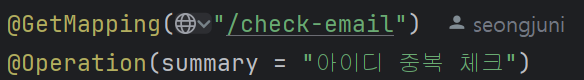 @GetMapping("/check-email") seongjuni
@Operation(summary = "아이디 중복 체크")